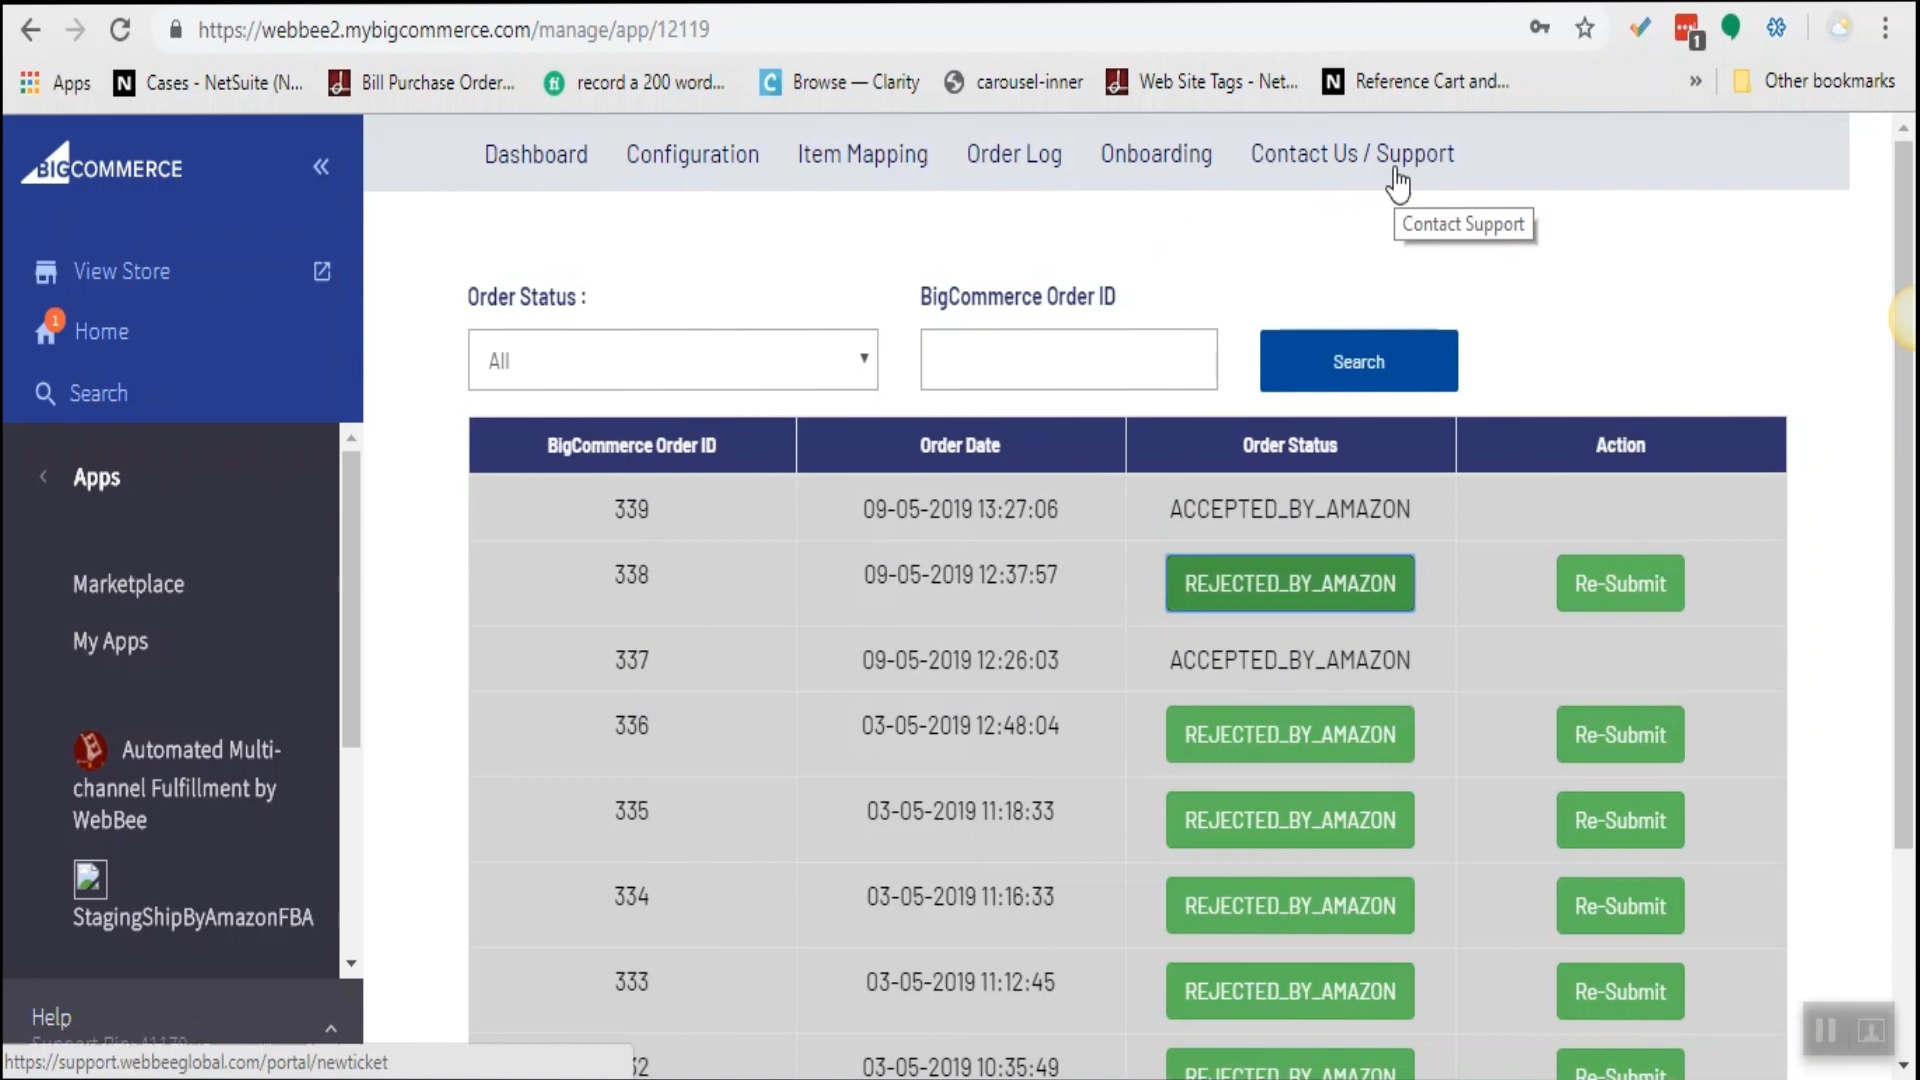 https://webbee2.mybigcommerce.com/manage/app/12119
1
Apps
N Cases - NetSuite (N...
Bill Purchase Order...
fi record a 200 word...
C Browse — Clarity
carousel-inner
Web Site Tags - Net...
N Reference Cart and...
»
Other bookmarks
BIGCOMMERCE
«
Dashboard Configuration Item Mapping Order Log Onboarding Contact Us / Support
Contact Support
View Store
1
Home
Search
Apps
Marketplace
My Apps
Automated Multi-
channel Fulfillment by
WebBee
StagingShipByAmazonFBA
Help
https://support.webbeeglobal.com/portal/newticket
Order Status :
BigCommerce Order ID
All
Search
BigCommerce Order ID Order Date Order Status Action
339 09-05-2019 13:27:06 ACCEPTED_BY_AMAZON
338 09-05-2019 12:37:57 REJECTED_BY_AMAZON Re-Submit
337 09-05-2019 12:26:03 ACCEPTED_BY_AMAZON
336 03-05-2019 12:48:04 REJECTED_BY_AMAZON Re-Submit
335 03-05-2019 11:18:33 REJECTED_BY_AMAZON Re-Submit
334 03-05-2019 11:16:33 REJECTED_BY_AMAZON Re-Submit
333 03-05-2019 11:12:45 REJECTED_BY_AMAZON Re-Submit
03-05-2019 10:35:49 REJECTED_BY_AMAZON Re-Submit